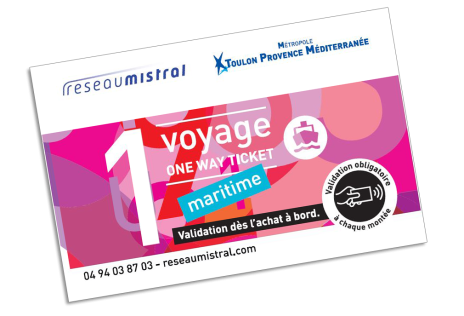 reseaumistral
MÉTROPOLE
TOULON PROVENCE MÉDITERRANÉE
1 voyage
ONE WAY TICKET
maritime
Validation dès l'achat à bord.
Validation obligatoire
à chaque montée
04 94 03 87 03 - reseaumistral.com